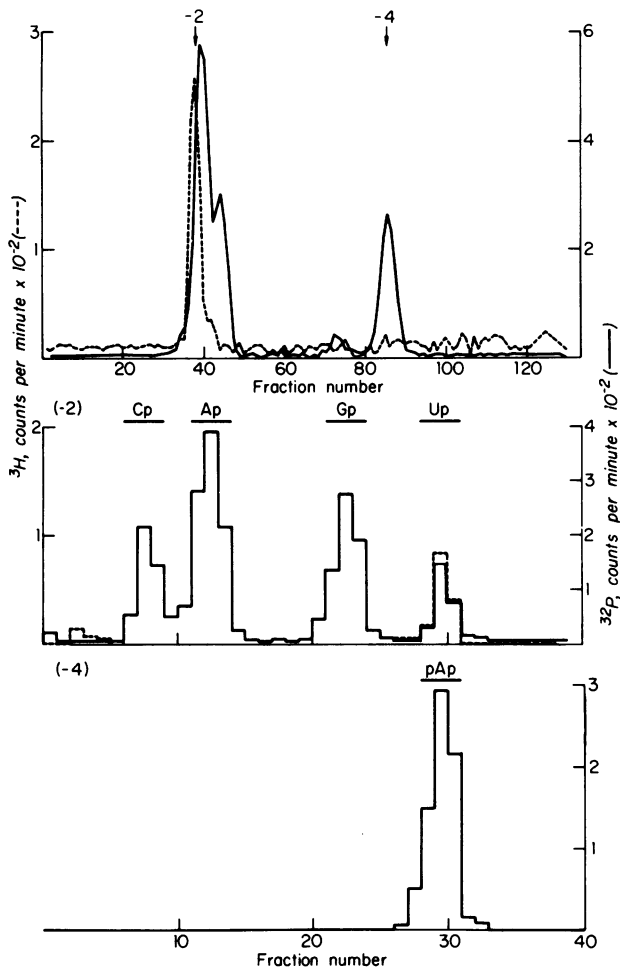 -2 -4
3 6
2 4
1 2
20 40 60 80 100 120
Fraction number
³H, counts per minute x 10⁻² (----)
³²P, counts per minute x 10⁻² (——)
(-2) Cp Ap Gp Up
2 4
3
1 2
1
(-4) pAp
3
2
1
10 20 30 40
Fraction number